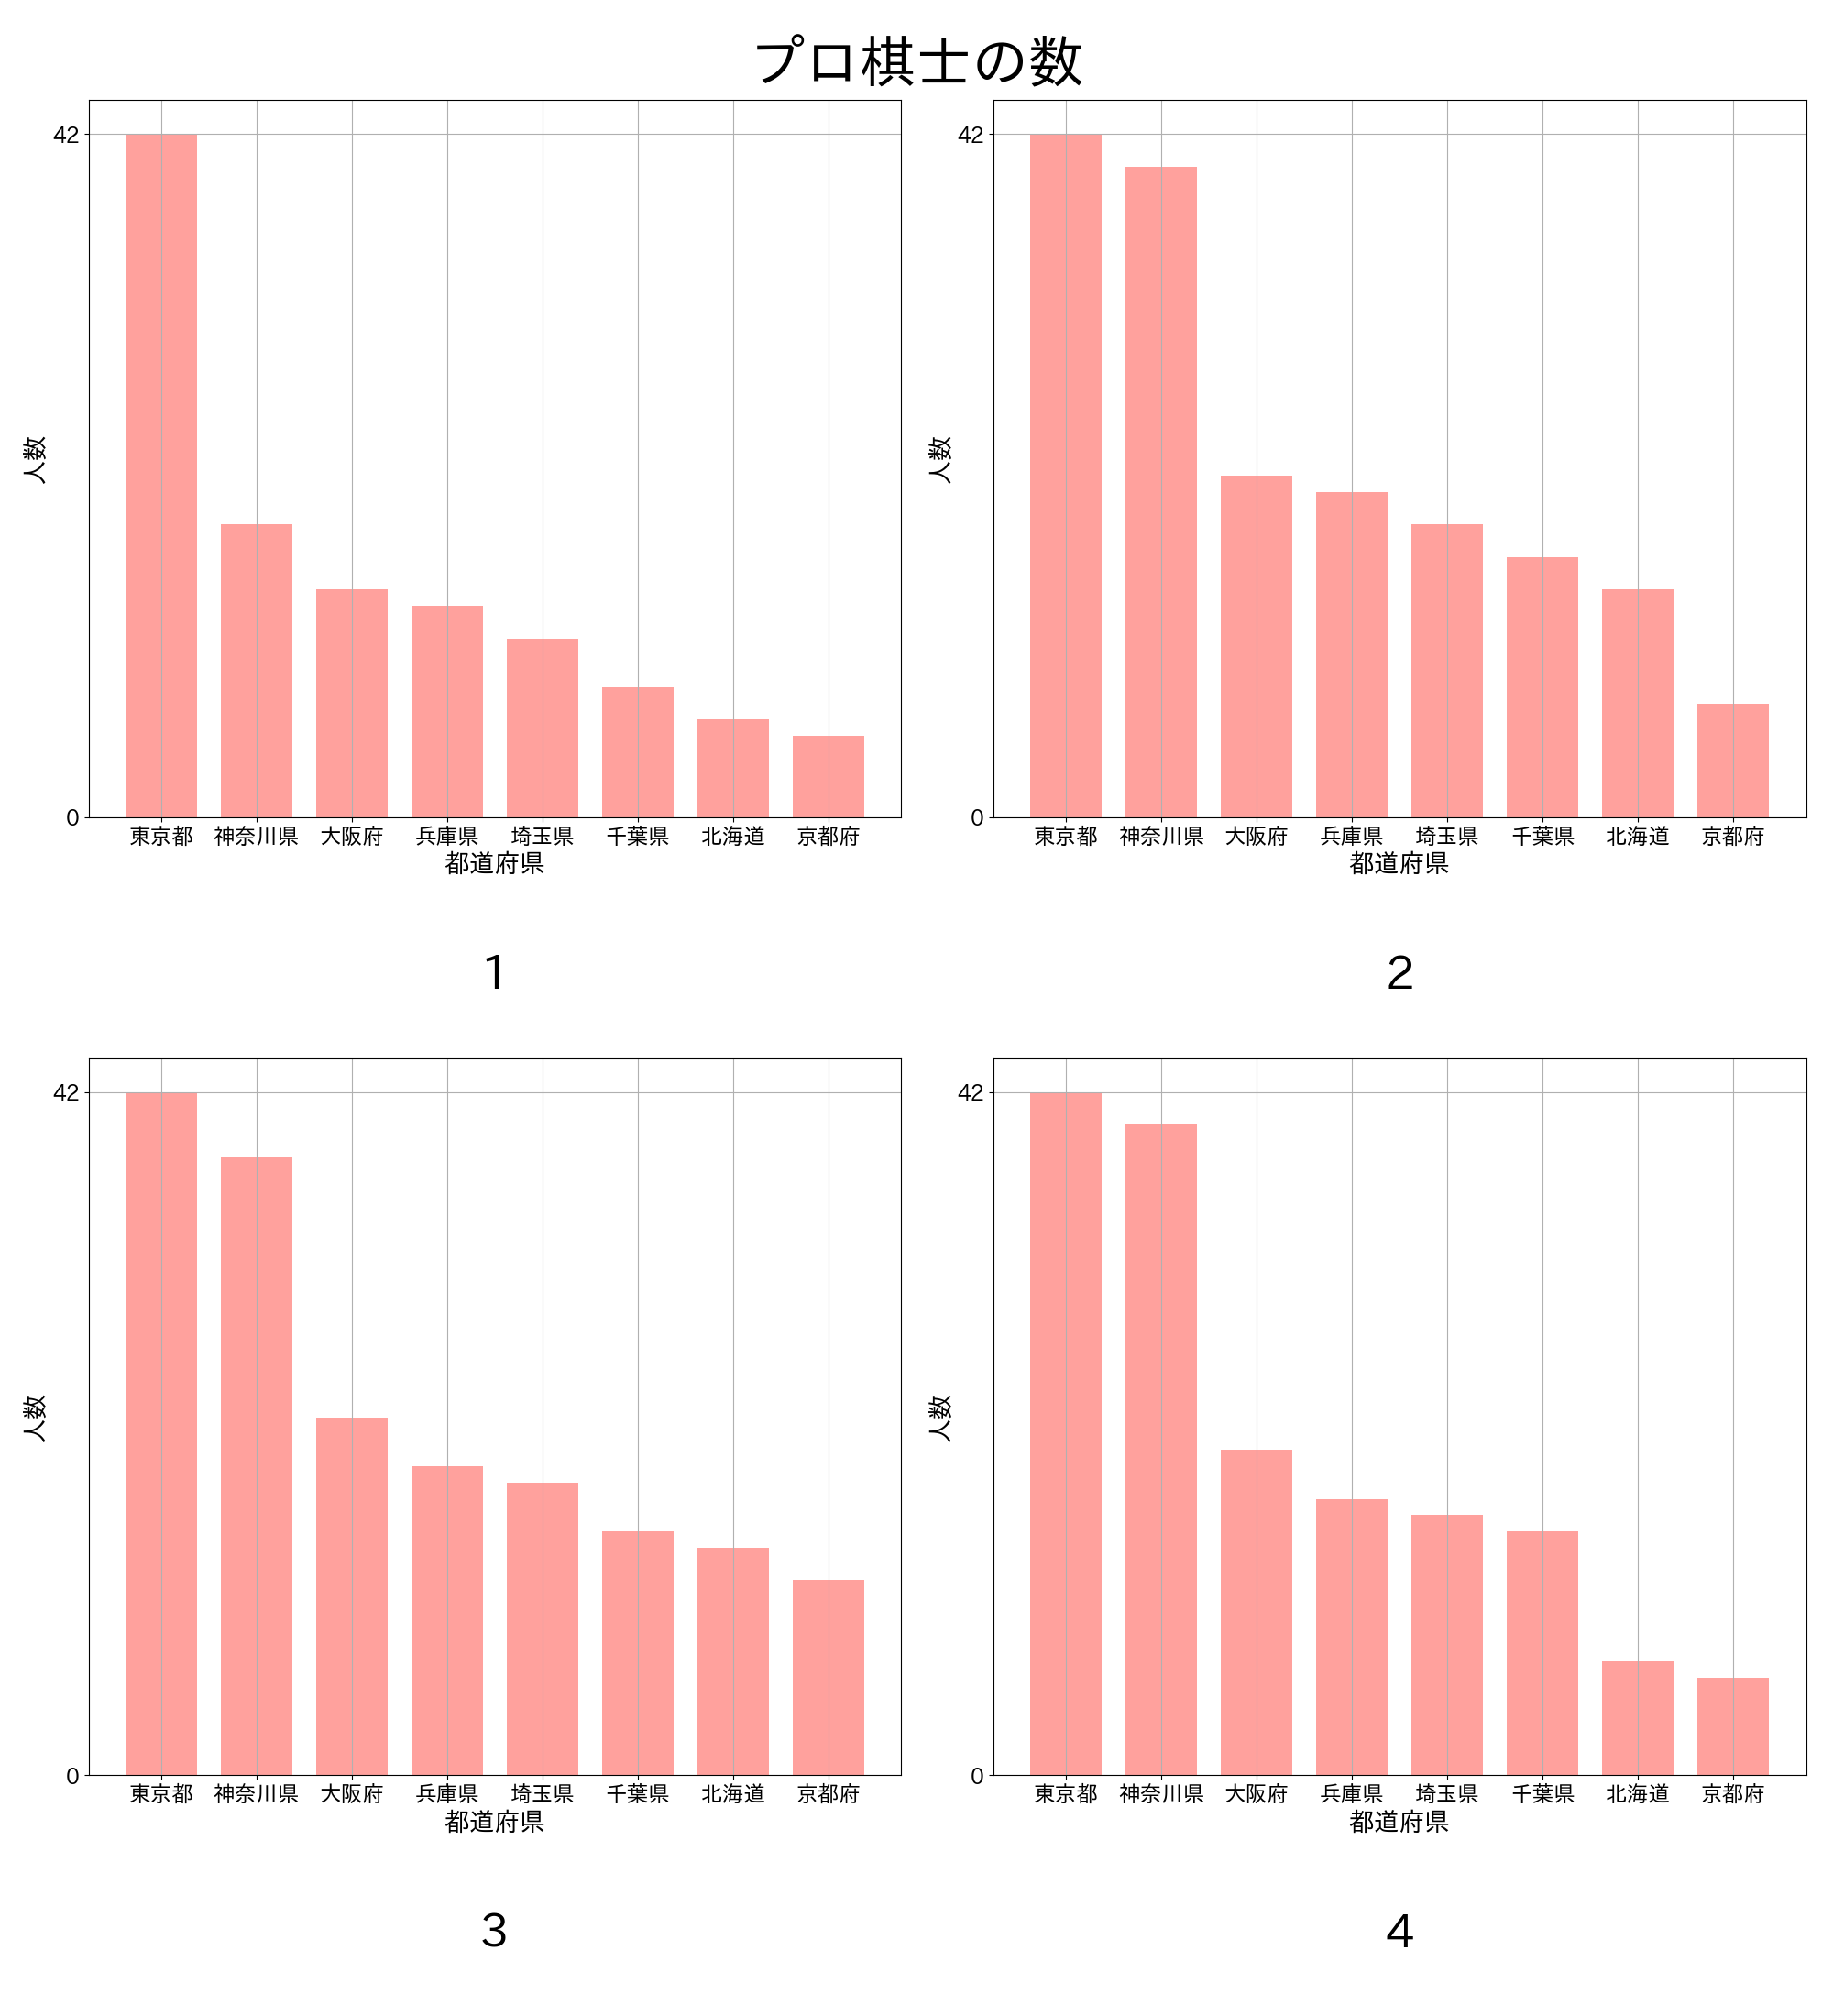 プロ棋士の数
42
0
人数
東京都 神奈川県 大阪府 兵庫県 埼玉県 千葉県 北海道 京都府
都道府県
1
42
0
人数
東京都 神奈川県 大阪府 兵庫県 埼玉県 千葉県 北海道 京都府
都道府県
2
42
0
人数
東京都 神奈川県 大阪府 兵庫県 埼玉県 千葉県 北海道 京都府
都道府県
3
42
0
人数
東京都 神奈川県 大阪府 兵庫県 埼玉県 千葉県 北海道 京都府
都道府県
4